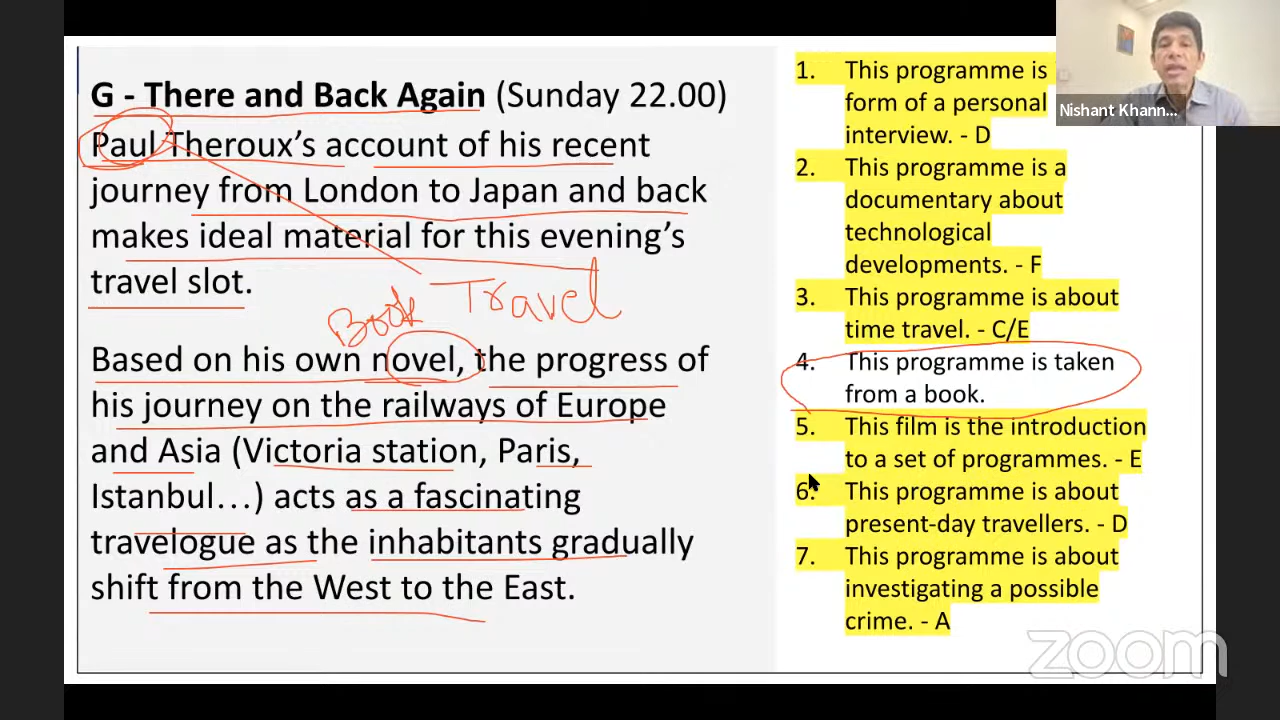 G - There and Back Again (Sunday 22.00)
Paul Theroux's account of his recent
journey from London to Japan and back
makes ideal material for this evening's
travel slot.
Book Travel
Based on his own novel, the progress of
his journey on the railways of Europe
and Asia (Victoria station, Paris,
Istanbul...) acts as a fascinating
travelogue as the inhabitants gradually
shift from the West to the East.
1. This programme is
form of a personal
interview. - D
2. This programme is a
documentary about
technological
developments. - F
3. This programme is about
time travel. - C/E
4. This programme is taken
from a book.
5. This film is the introduction
to a set of programmes. - E
6. This programme is about
present-day travellers. - D
7. This programme is about
investigating a possible
crime. - A
Nishant Khann...
zoom